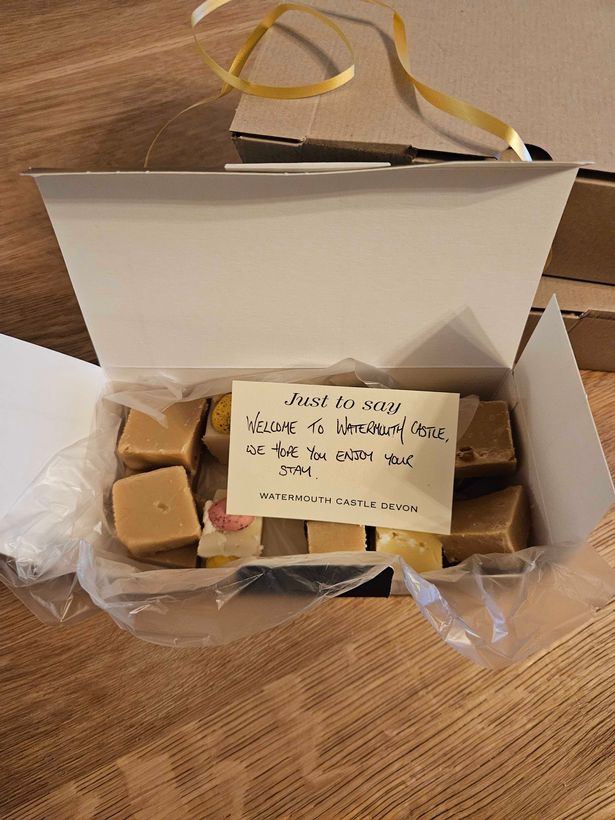 Just to say
WELCOME TO WATERMOUTH CASTLE,
WE HOPE YOU ENJOY YOUR
STAY.
WATERMOUTH CASTLE DEVON